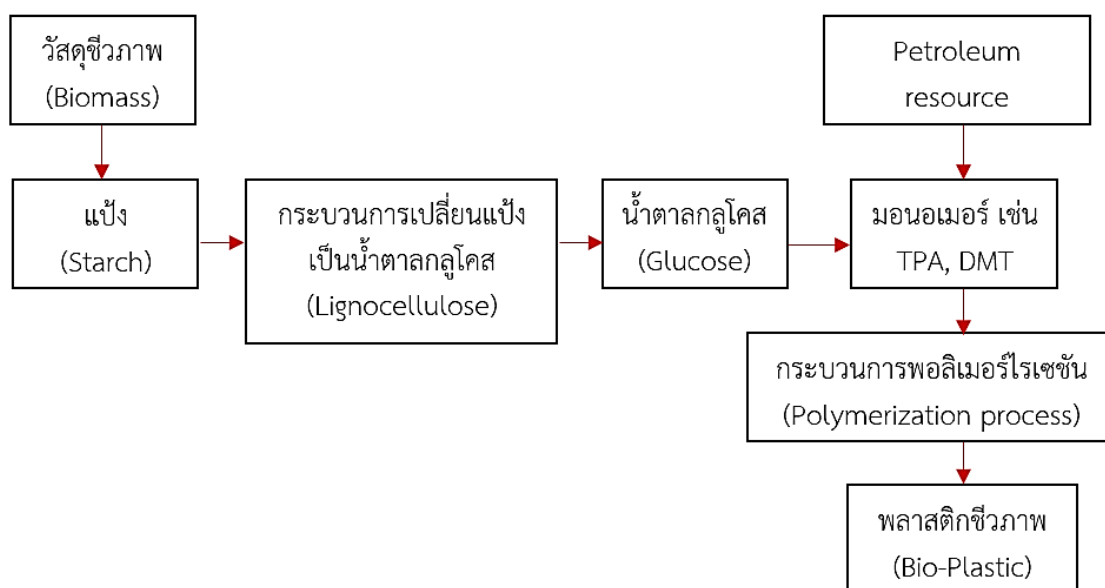 วัสดุชีวภาพ
(Biomass)
Petroleum
resource
แป้ง
(Starch)
กระบวนการเปลี่ยนแป้ง
เป็นน้ำตาลกลูโคส
(Lignocellulose)
น้ำตาลกลูโคส
(Glucose)
มอนอเมอร์ เช่น
TPA, DMT
กระบวนการพอลิเมอร์ไรเซชัน
(Polymerization process)
พลาสติกชีวภาพ
(Bio-Plastic)